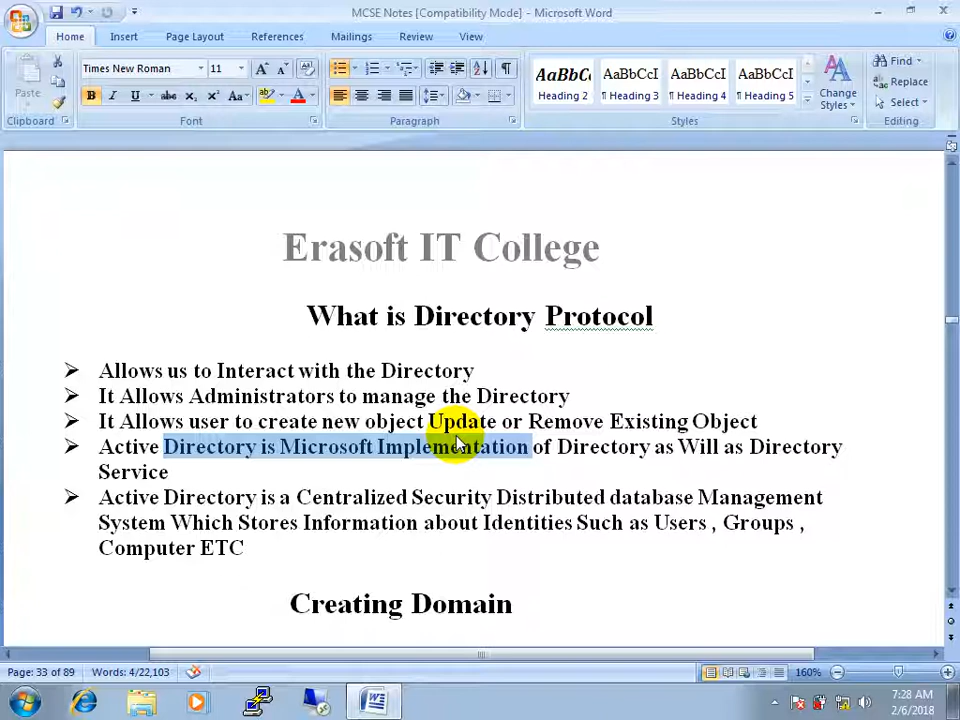 MCSE Notes [Compatibility Mode] - Microsoft Word
Home Insert Page Layout References Mailings Review View
Paste
Clipboard
Times New Roman 11
B I U abc x₂ x² Aa
Font
Paragraph
AaBbC AaBbCcI AaBbCcI AaBbCcI
Heading 2 ¶ Heading 3 ¶ Heading 4 ¶ Heading 5
Change Styles
Styles
Find
Replace
Select
Editing
Erasoft IT College
What is Directory Protocol
➢ Allows us to Interact with the Directory
➢ It Allows Administrators to manage the Directory
➢ It Allows user to create new object Update or Remove Existing Object
➢ Active Directory is Microsoft Implementation of Directory as Will as Directory
Service
➢ Active Directory is a Centralized Security Distributed database Management
System Which Stores Information about Identities Such as Users , Groups ,
Computer ETC
Creating Domain
Page: 33 of 89 Words: 4/22,103 160%
7:28 AM
2/6/2018